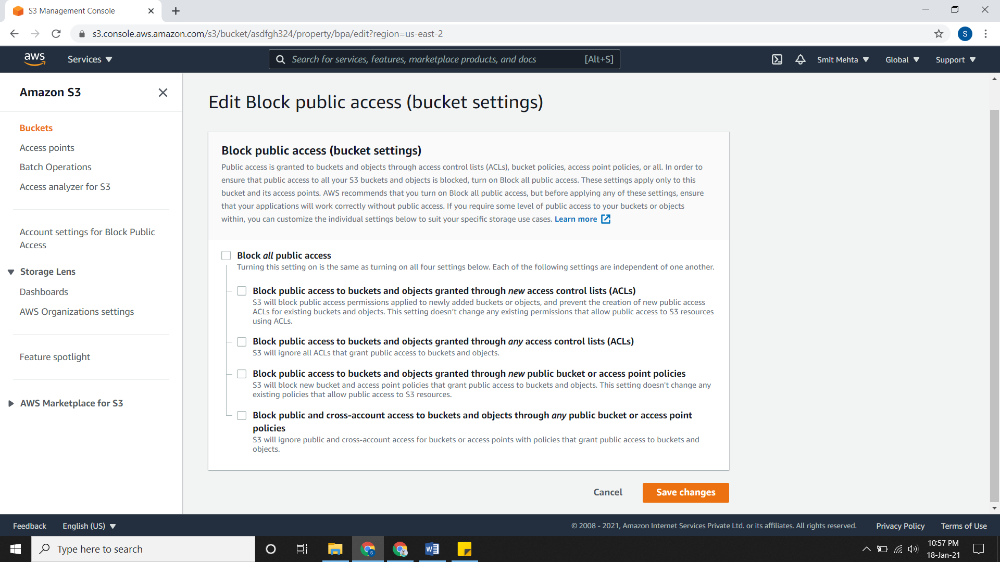 S3 Management Console
s3.console.aws.amazon.com/s3/bucket/asdfgh324/property/bpa/edit?region=us-east-2
S
aws
Services
Search for services, features, marketplace products, and docs
[Alt+S]
Smit Mehta
Global
Support
Amazon S3
Buckets
Access points
Batch Operations
Access analyzer for S3
Account settings for Block Public
Access
Storage Lens
Dashboards
AWS Organizations settings
Feature spotlight
AWS Marketplace for S3
Edit Block public access (bucket settings)
Block public access (bucket settings)
Public access is granted to buckets and objects through access control lists (ACLs), bucket policies, access point policies, or all. In order to
ensure that public access to all your S3 buckets and objects is blocked, turn on Block all public access. These settings apply only to this
bucket and its access points. AWS recommends that you turn on Block all public access, but before applying any of these settings, ensure
that your applications will work correctly without public access. If you require some level of public access to your buckets or objects
within, you can customize the individual settings below to suit your specific storage use cases. Learn more
Block all public access
Turning this setting on is the same as turning on all four settings below. Each of the following settings are independent of one another.
Block public access to buckets and objects granted through new access control lists (ACLs)
S3 will block public access permissions applied to newly added buckets or objects, and prevent the creation of new public access
ACLs for existing buckets and objects. This setting doesn’t change any existing permissions that allow public access to S3 resources
using ACLs.
Block public access to buckets and objects granted through any access control lists (ACLs)
S3 will ignore all ACLs that grant public access to buckets and objects.
Block public access to buckets and objects granted through new public bucket or access point policies
S3 will block new bucket and access point policies that grant public access to buckets and objects. This setting doesn't change any
existing policies that allow public access to S3 resources.
Block public and cross-account access to buckets and objects through any public bucket or access point
policies
S3 will ignore public and cross-account access for buckets or access points with policies that grant public access to buckets and
objects.
Cancel
Save changes
Feedback
English (US)
© 2008 - 2021, Amazon Internet Services Private Ltd. or its affiliates. All rights reserved.
Privacy Policy
Terms of Use
Type here to search
10:57 PM
18-Jan-21